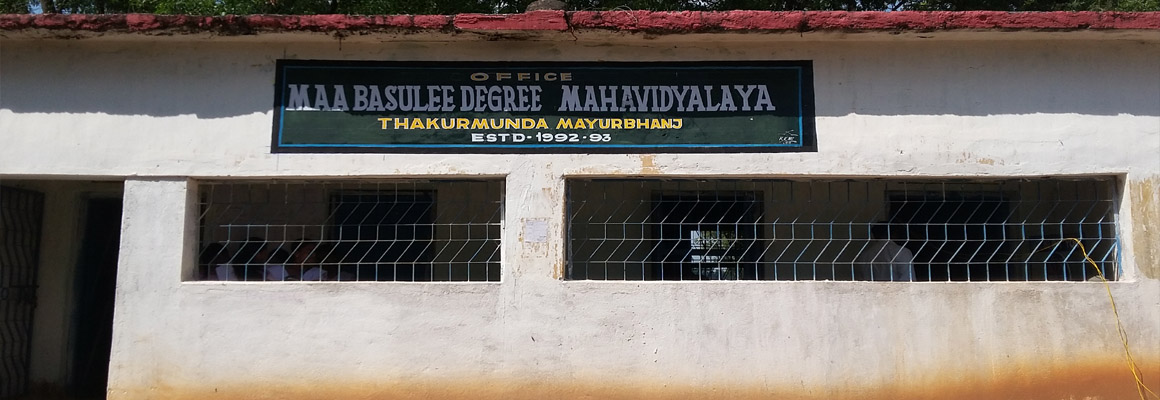 OFFICE
MAA BASULEE DEGREE MAHAVIDYALAYA
THAKURMUNDA MAYURBHANJ
ESTD-1992-93